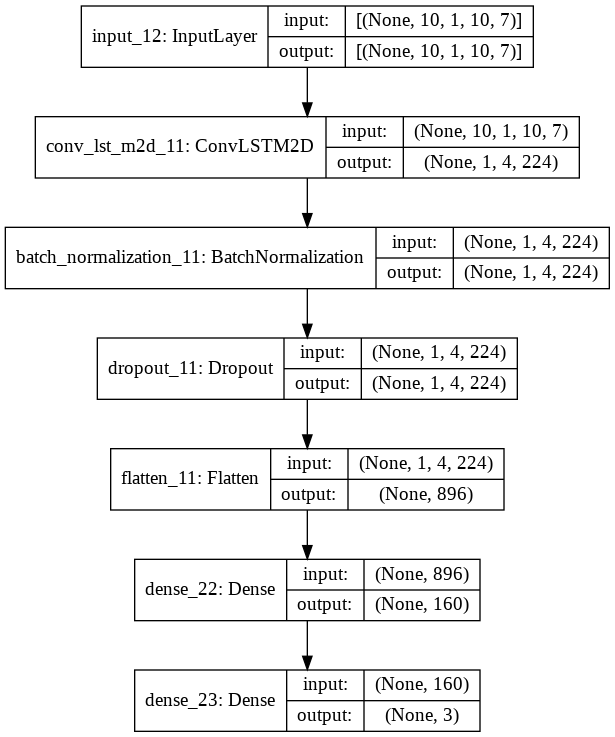 input_12: InputLayer
input: [(None, 10, 1, 10, 7)]
output: [(None, 10, 1, 10, 7)]
conv_lst_m2d_11: ConvLSTM2D
input: (None, 10, 1, 10, 7)
output: (None, 1, 4, 224)
batch_normalization_11: BatchNormalization
input: (None, 1, 4, 224)
output: (None, 1, 4, 224)
dropout_11: Dropout
input: (None, 1, 4, 224)
output: (None, 1, 4, 224)
flatten_11: Flatten
input: (None, 1, 4, 224)
output: (None, 896)
dense_22: Dense
input: (None, 896)
output: (None, 160)
dense_23: Dense
input: (None, 160)
output: (None, 3)